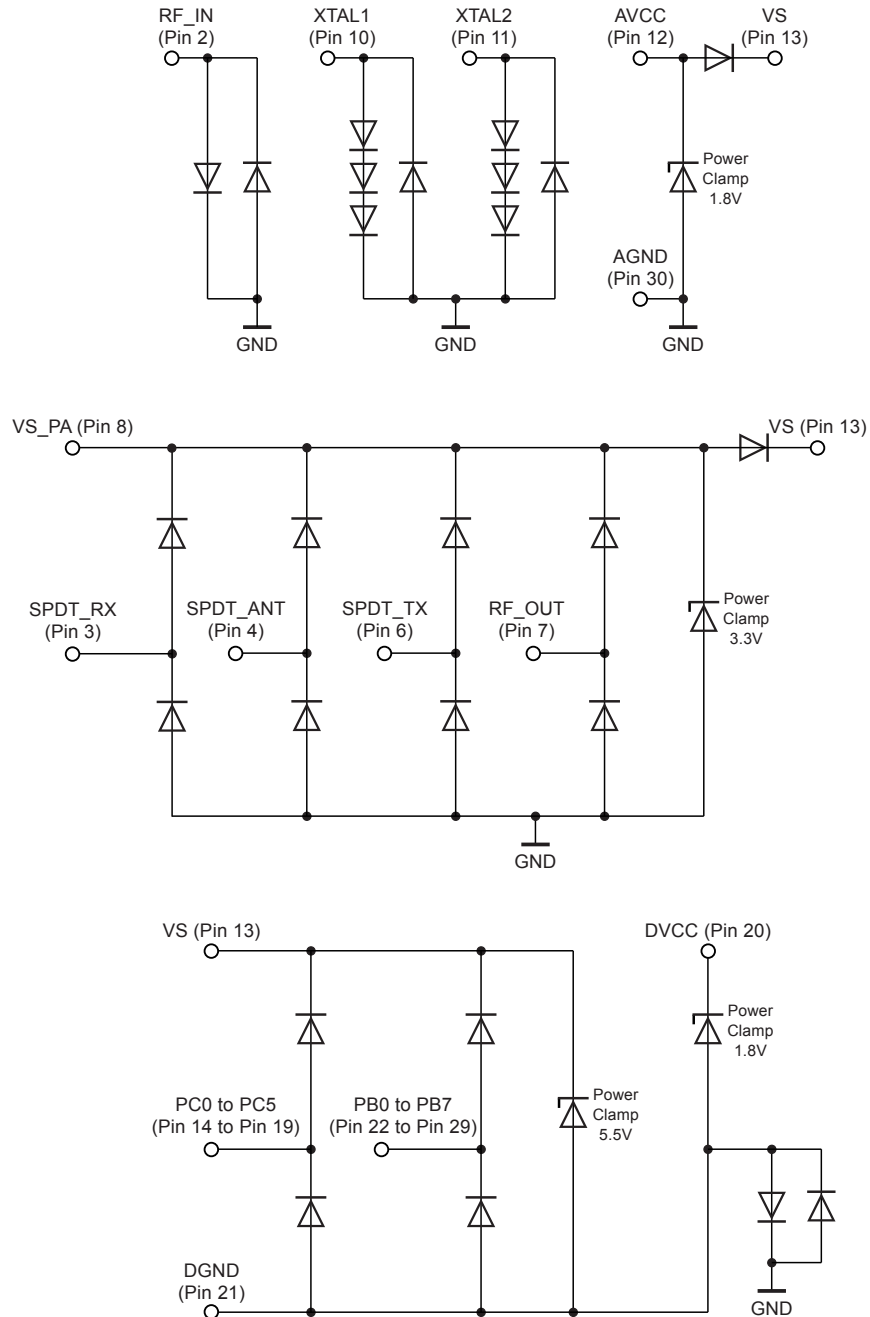 RF_IN
(Pin 2)
XTAL1
(Pin 10)
XTAL2
(Pin 11)
AVCC
(Pin 12)
VS
(Pin 13)
Power
Clamp
1.8V
AGND
(Pin 30)
GND
GND
GND
VS_PA (Pin 8)
VS (Pin 13)
SPDT_RX
(Pin 3)
SPDT_ANT
(Pin 4)
SPDT_TX
(Pin 6)
RF_OUT
(Pin 7)
Power
Clamp
3.3V
GND
VS (Pin 13)
DVCC (Pin 20)
Power
Clamp
1.8V
PC0 to PC5
(Pin 14 to Pin 19)
PB0 to PB7
(Pin 22 to Pin 29)
Power
Clamp
5.5V
DGND
(Pin 21)
GND